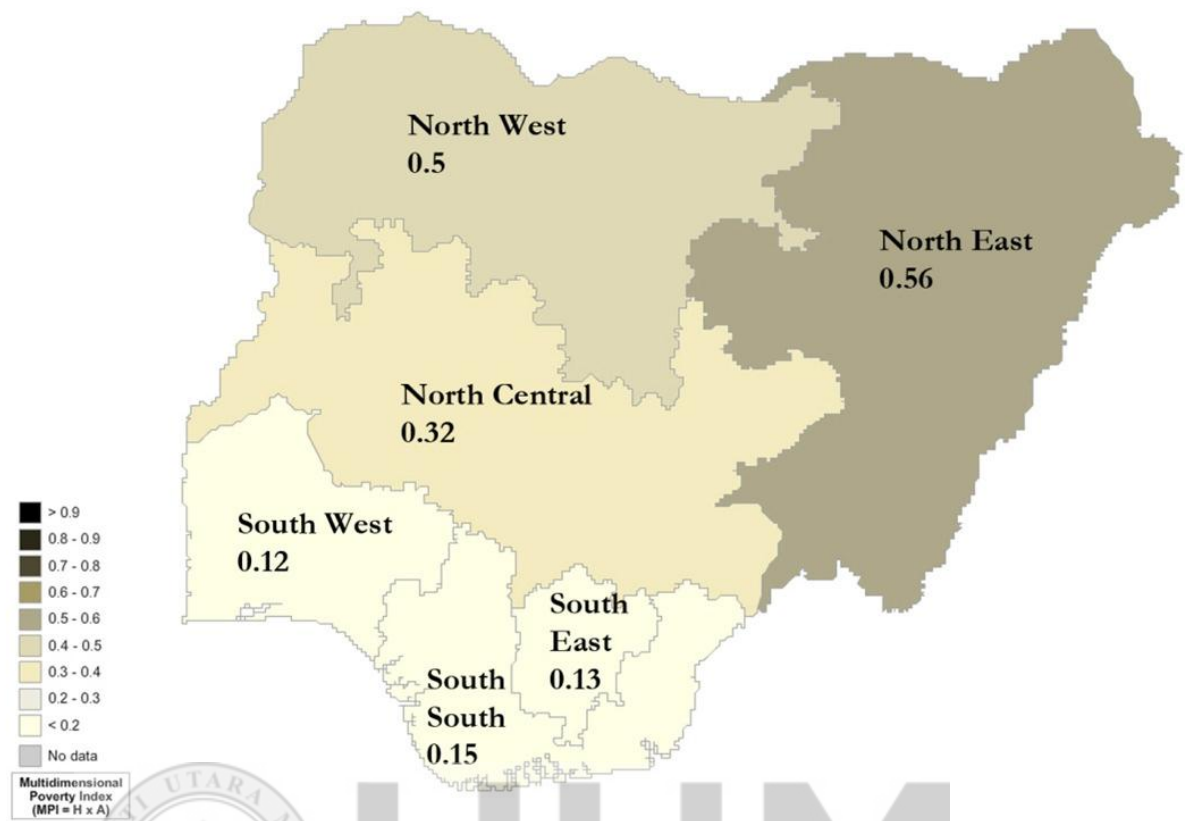 North West
0.5
North East
0.56
North Central
0.32
South West
0.12
South
East
0.13
South
South
0.15
> 0.9
0.8 - 0.9
0.7 - 0.8
0.6 - 0.7
0.5 - 0.6
0.4 - 0.5
0.3 - 0.4
0.2 - 0.3
< 0.2
No data
Multidimensional
Poverty Index
(MPI = H x A)
UTARA